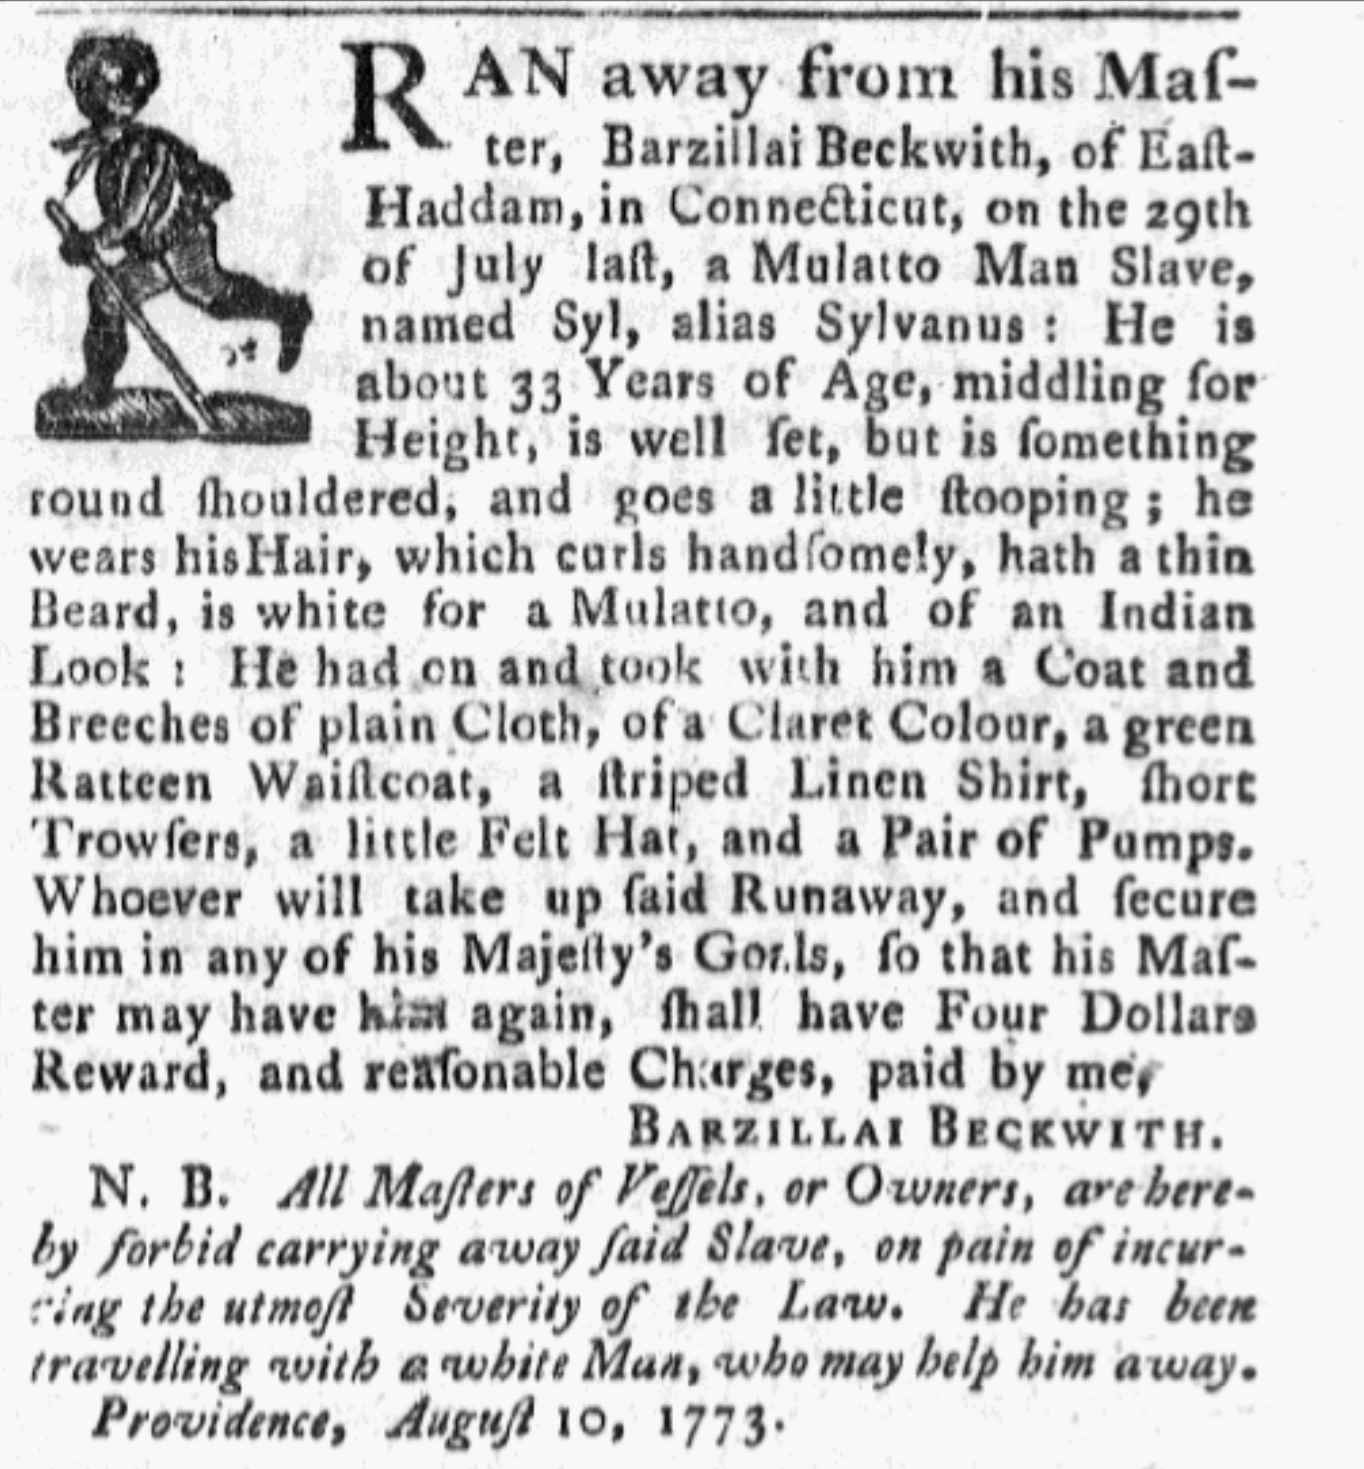 RAN away from his Maſ-
ter, Barzillai Beckwith, of Eaſt-
Haddam, in Connecticut, on the 29th
of July laſt, a Mulatto Man Slave,
named Syl, alias Sylvanus: He is
about 33 Years of Age, middling for
Height, is well ſet, but is ſomething
round ſhouldered, and goes a little ſtooping; he
wears his Hair, which curls handſomely, hath a thin
Beard, is white for a Mulatto, and of an Indian
Look: He had on and took with him a Coat and
Breeches of plain Cloth, of a Claret Colour, a green
Ratteen Waiſtcoat, a ſtriped Linen Shirt, ſhort
Trowſers, a little Felt Hat, and a Pair of Pumps.
Whoever will take up ſaid Runaway, and ſecure
him in any of his Majeſty's Goals, ſo that his Maſ-
ter may have him again, ſhall have Four Dollars
Reward, and reaſonable Charges, paid by me,
BARZILLAI BECKWITH.
N. B. All Maſters of Veſſels, or Owners, are here-
by forbid carrying away ſaid Slave, on pain of incur-
ring the utmoſt Severity of the Law. He has been
travelling with a white Man, who may help him away.
Providence, Auguſt 10, 1773.